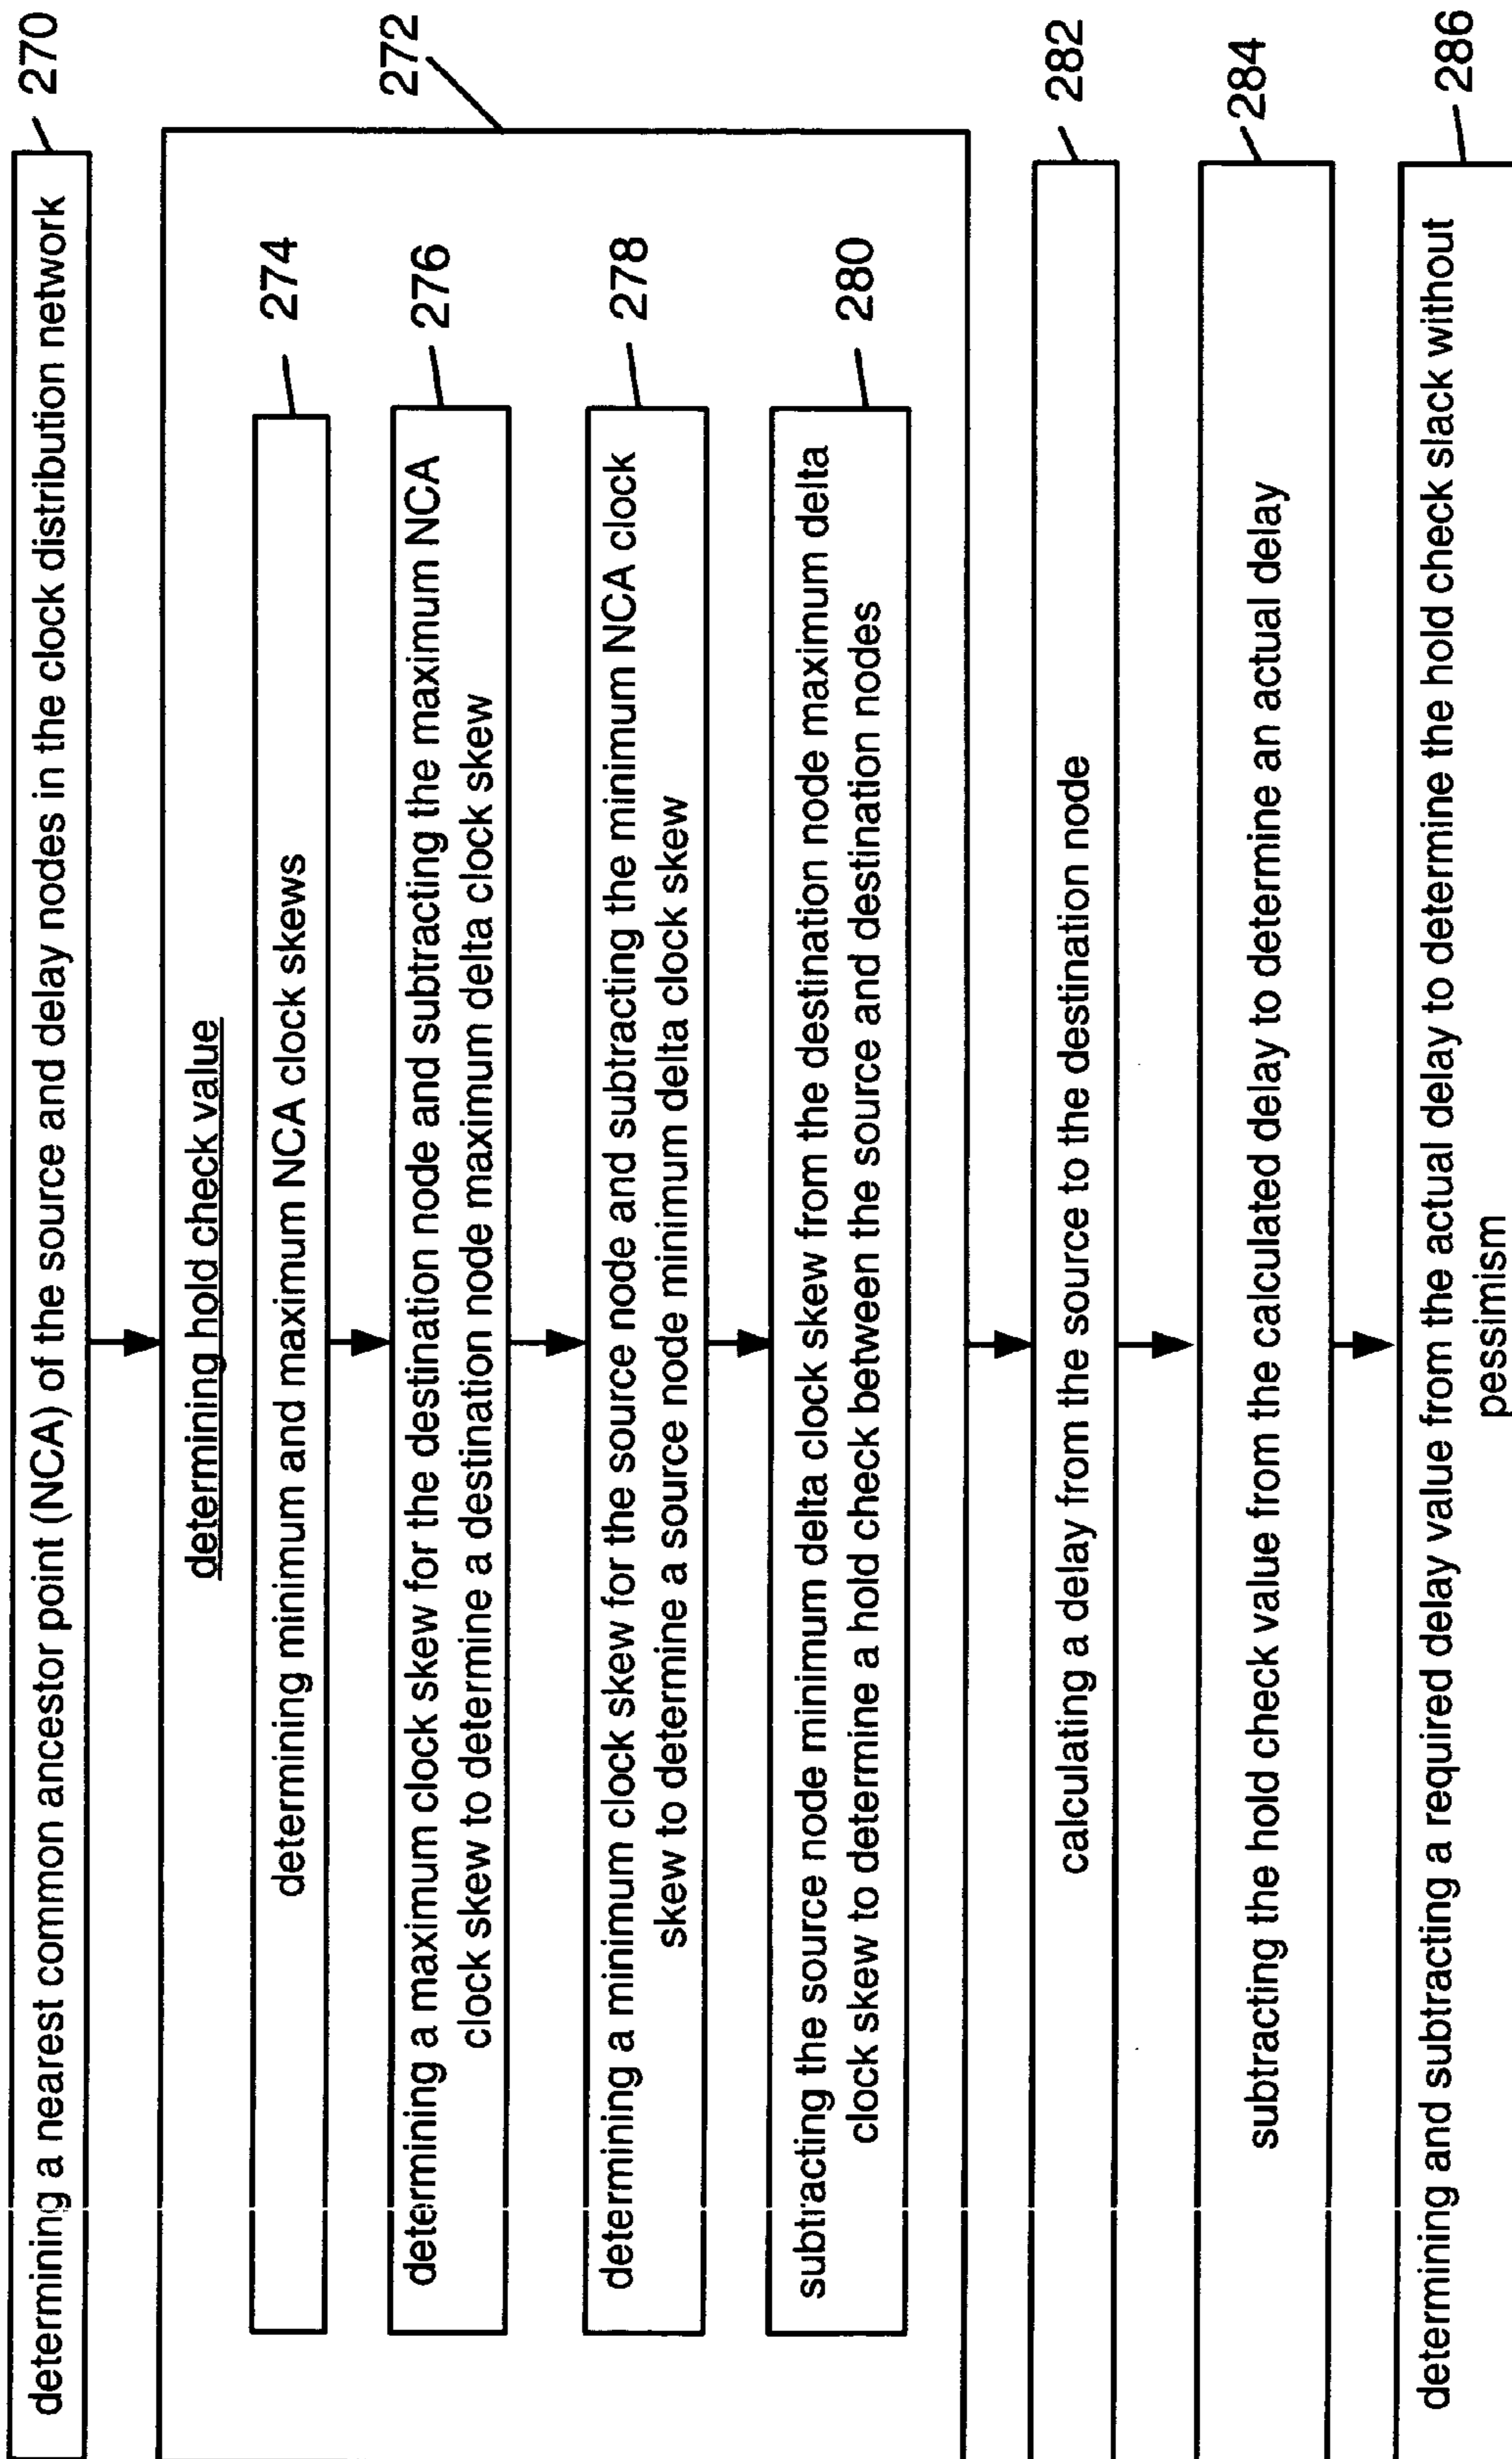 determining a nearest common ancestor point (NCA) of the source and delay nodes in the clock distribution network
270
272
determining hold check value
determining minimum and maximum NCA clock skews
274
determining a maximum clock skew for the destination node and subtracting the maximum NCA
clock skew to determine a destination node maximum delta clock skew
276
determining a minimum clock skew for the source node and subtracting the minimum NCA clock
skew to determine a source node minimum delta clock skew
278
subtracting the source node minimum delta clock skew from the destination node maximum delta
clock skew to determine a hold check between the source and destination nodes
280
calculating a delay from the source to the destination node
282
subtracting the hold check value from the calculated delay to determine an actual delay
284
determining and subtracting a required delay value from the actual delay to determine the hold check slack without
pessimism
286